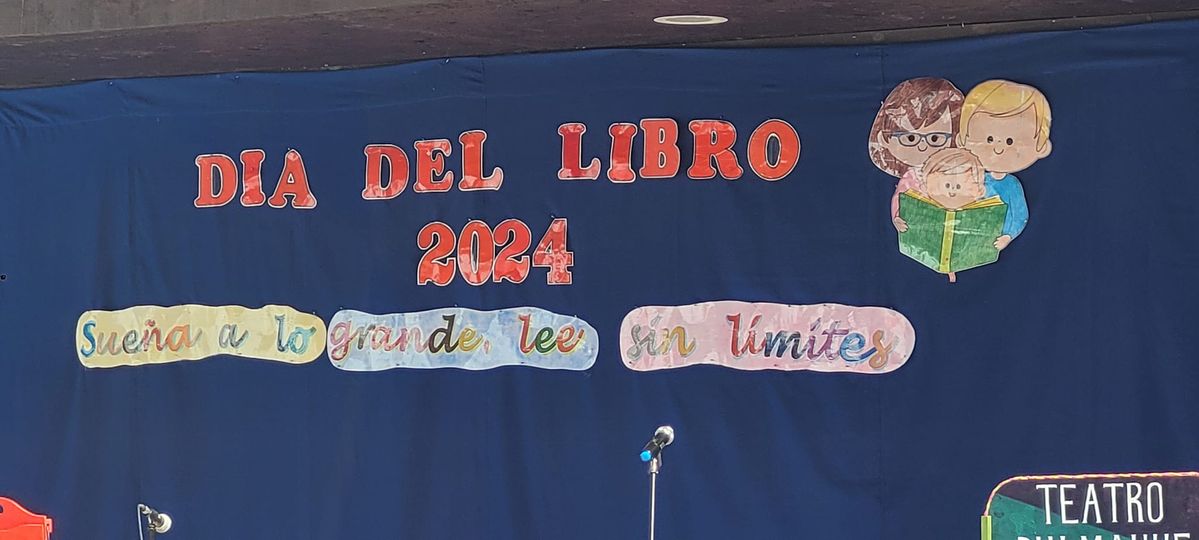 DIA DEL LIBRO
2024
Sueña a lo grande, lee sin límites
TEATRO